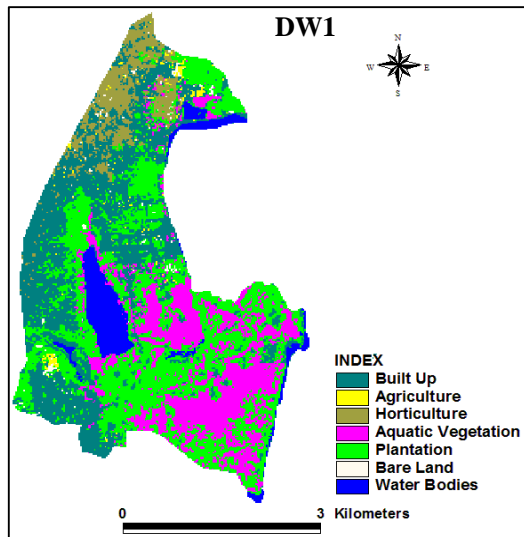 DW1
N
W E
S
INDEX
Built Up
Agriculture
Horticulture
Aquatic Vegetation
Plantation
Bare Land
Water Bodies
0 3 Kilometers